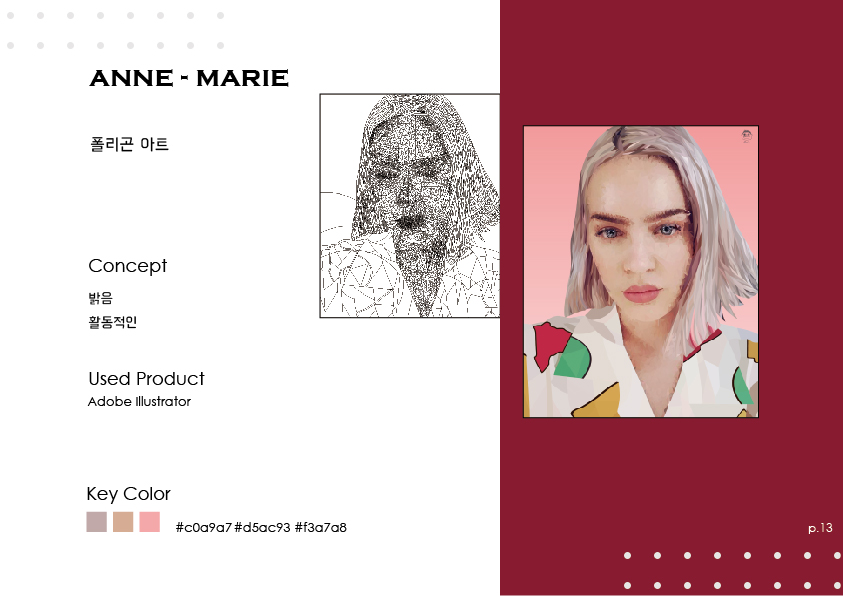 ANNE - MARIE
폴리곤 아트
Concept
밝음
활동적인
Used Product
Adobe Illustrator
Key Color
#c0a9a7 #d5ac93 #f3a7a8
p.13